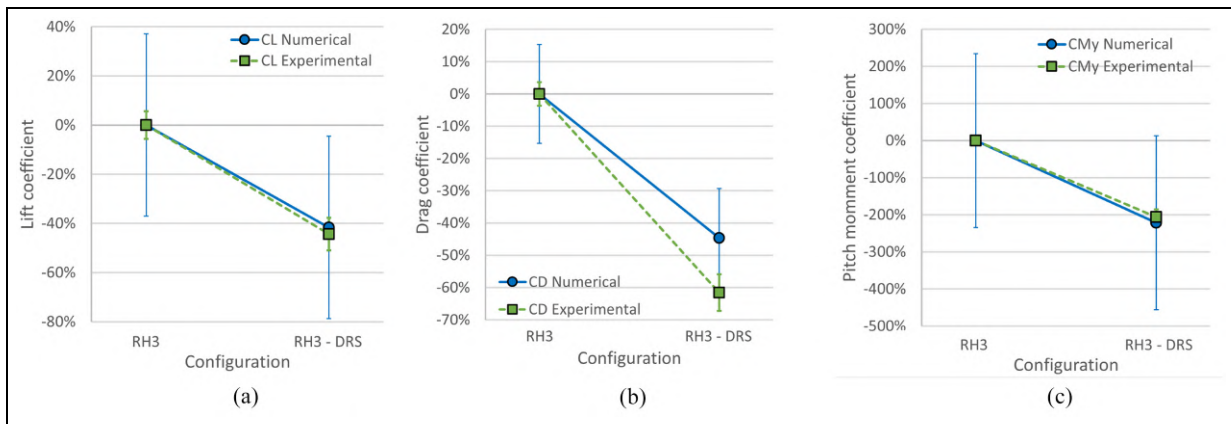 40%
20%
0%
-20%
-40%
-60%
-80%
Lift coefficient
CL Numerical
CL Experimental
RH3
RH3 - DRS
Configuration
(a)
20%
10%
0%
-10%
-20%
-30%
-40%
-50%
-60%
-70%
Drag coefficient
CD Numerical
CD Experimental
RH3
RH3 - DRS
Configuration
(b)
300%
200%
100%
0%
-100%
-200%
-300%
-400%
-500%
Pitch momment coefficient
CMy Numerical
CMy Experimental
RH3
RH3 - DRS
Configuration
(c)